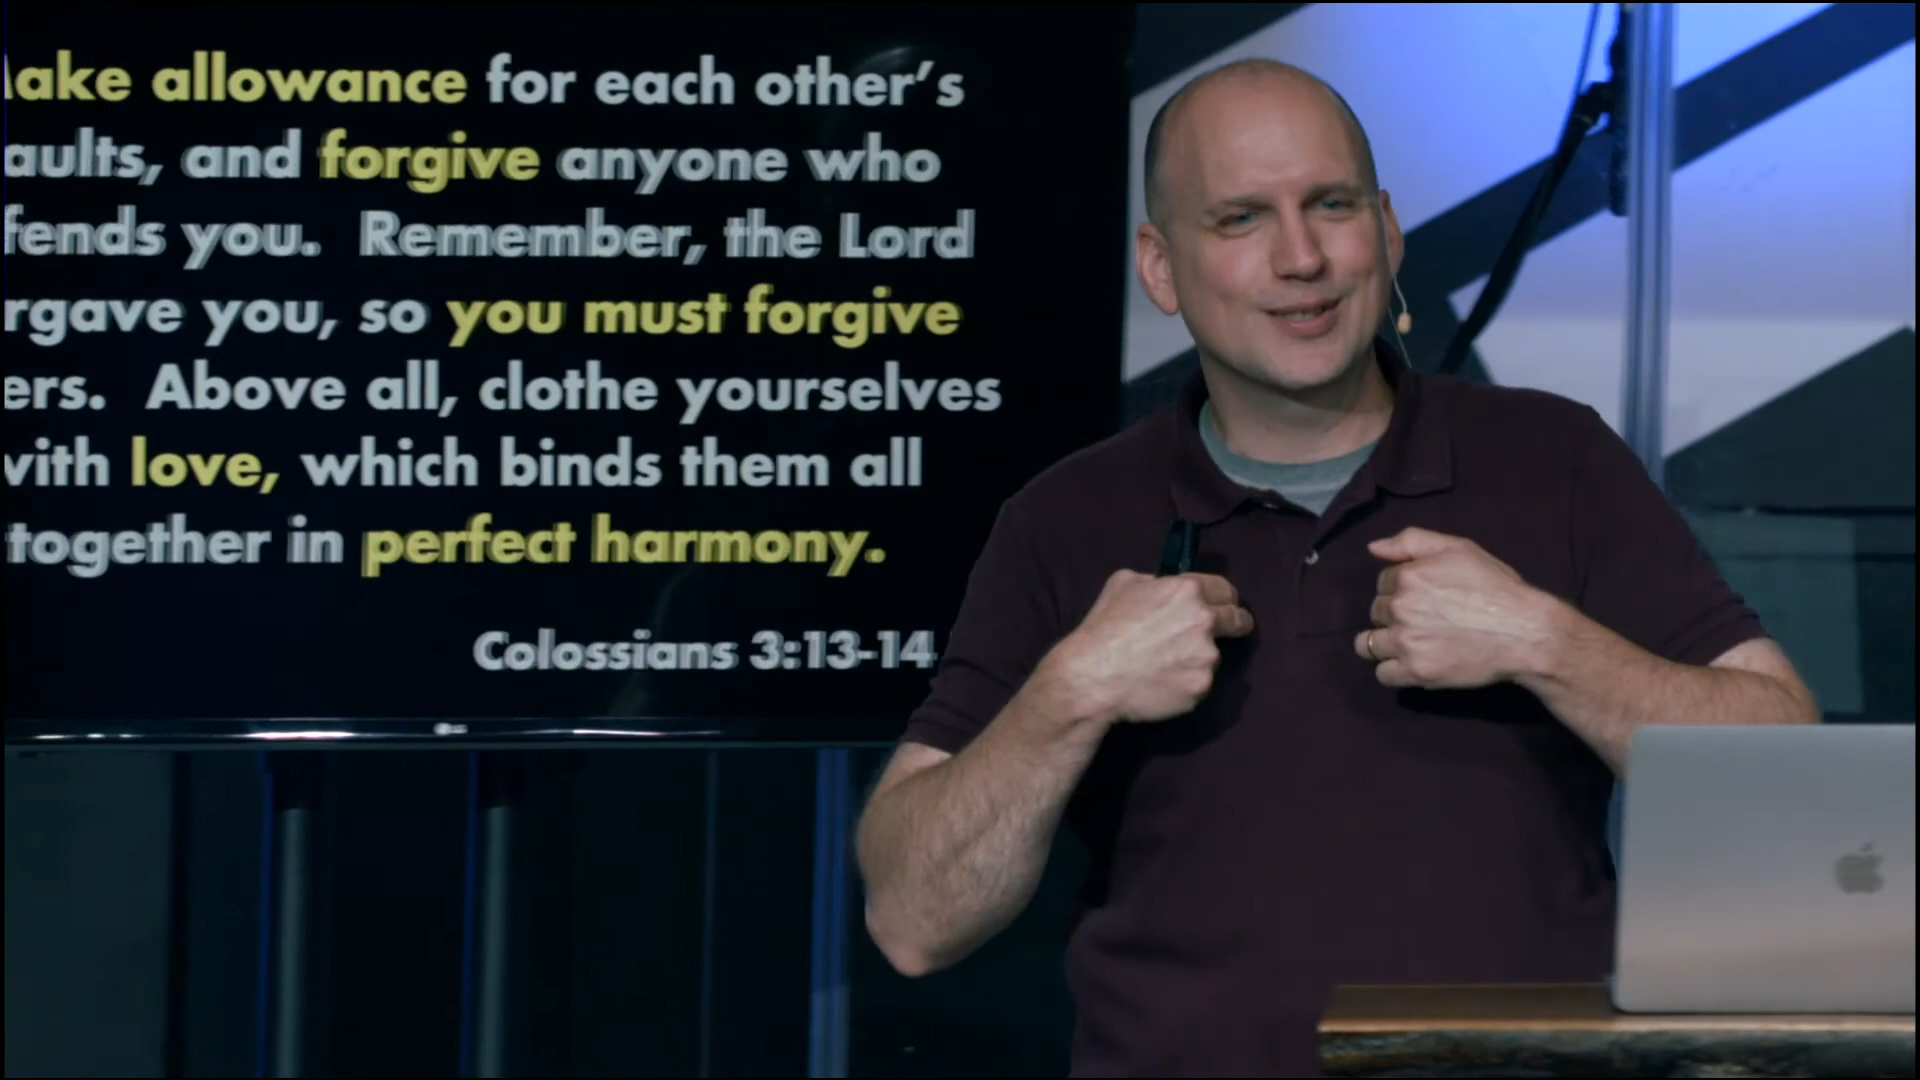 ake allowance for each other's
aults, and forgive anyone who
fends you. Remember, the Lord
rgave you, so you must forgive
ers. Above all, clothe yourselves
with love, which binds them all
together in perfect harmony.
Colossians 3:13-14
LG